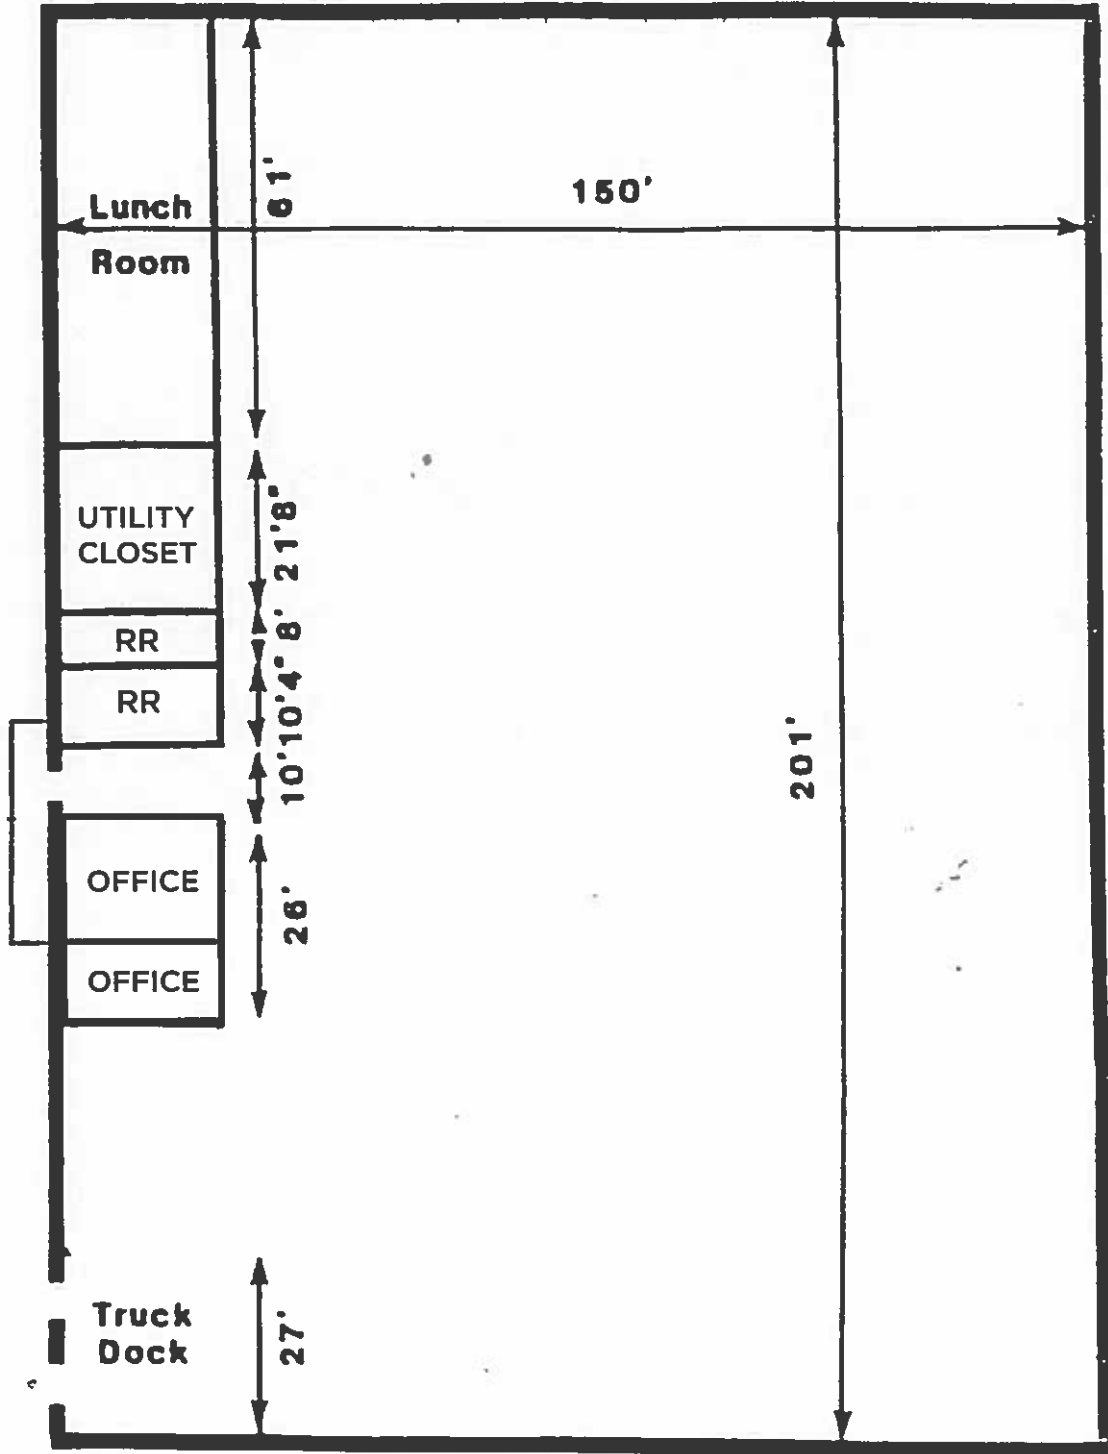 61'
150'
Lunch
Room
21'8"
UTILITY
CLOSET
8'
RR
10'4"
RR
10'
201'
OFFICE
26'
OFFICE
Truck
Dock
27'